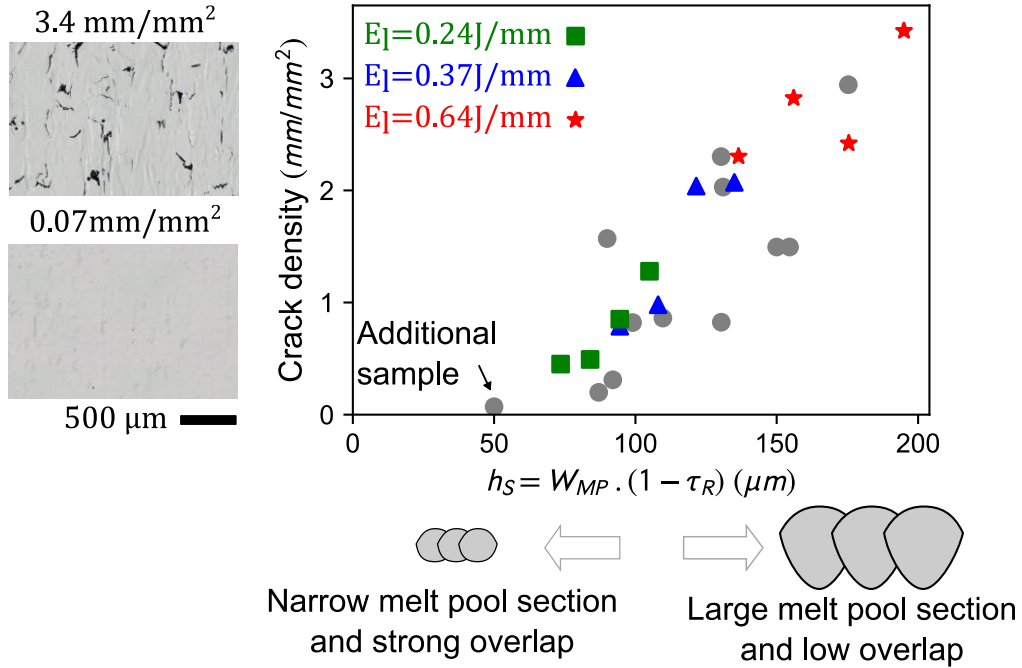 3.4 mm/mm²
0.07mm/mm²
500 μm
Crack density (mm/mm²)
3
2
1
0
E_l=0.24J/mm
E_l=0.37J/mm
E_l=0.64J/mm
Additional
sample
0 50 100 150 200
h_S = W_MP . (1 − τ_R) (μm)
Narrow melt pool section
and strong overlap
Large melt pool section
and low overlap